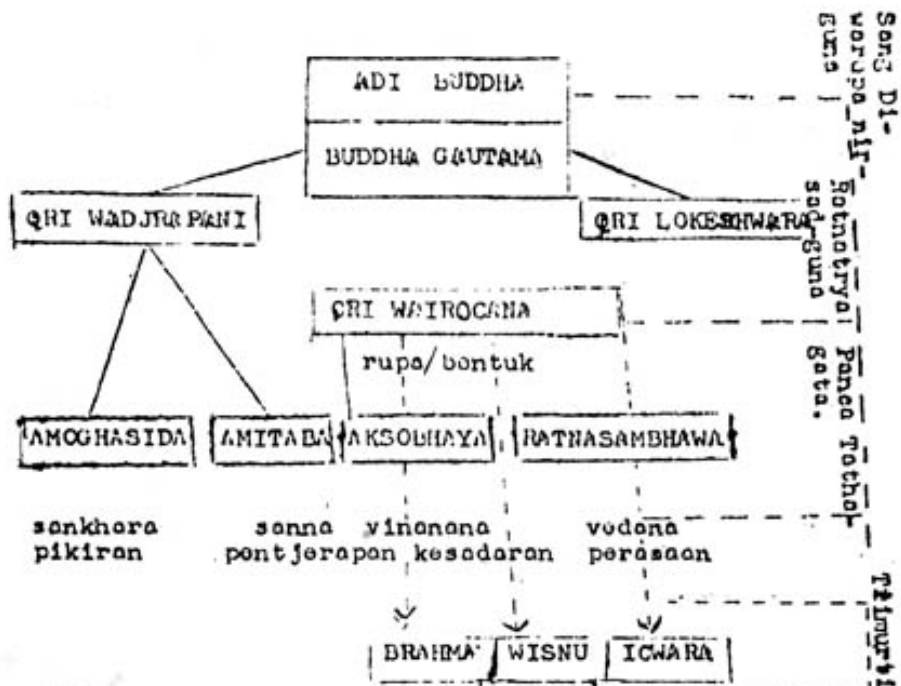 ADI BUDDHA
BUDDHA GAUTAMA
QRI WADJRAPANI
QRI LOKESHWARA
ÇRI WAIROCANA
rupa/bentuk
AMOGHASIDA
AMITABA
AKSOBHAYA
RATNASAMBHAWA
sankhara
pikiran
sanna vinanana
pentjerapan kesadaran
vedana
perasaan
BRAHMA
WISNU
ICWARA
Sang Di-
warupa nir-
guna
Ratnatrya
sad-guna
Panca Tatha-
gata.
Trimurti